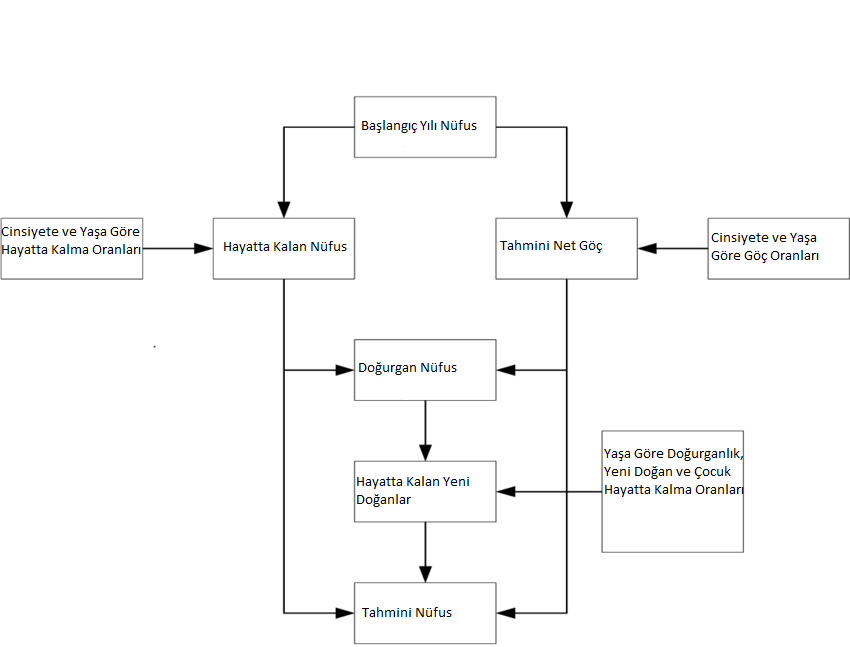 Başlangıç Yılı Nüfus
Cinsiyete ve Yaşa Göre
Hayatta Kalma Oranları
Hayatta Kalan Nüfus
Tahmini Net Göç
Cinsiyete ve Yaşa
Göre Göç Oranları
Doğurgan Nüfus
Yaşa Göre Doğurganlık,
Yeni Doğan ve Çocuk
Hayatta Kalma Oranları
Hayatta Kalan Yeni
Doğanlar
Tahmini Nüfus